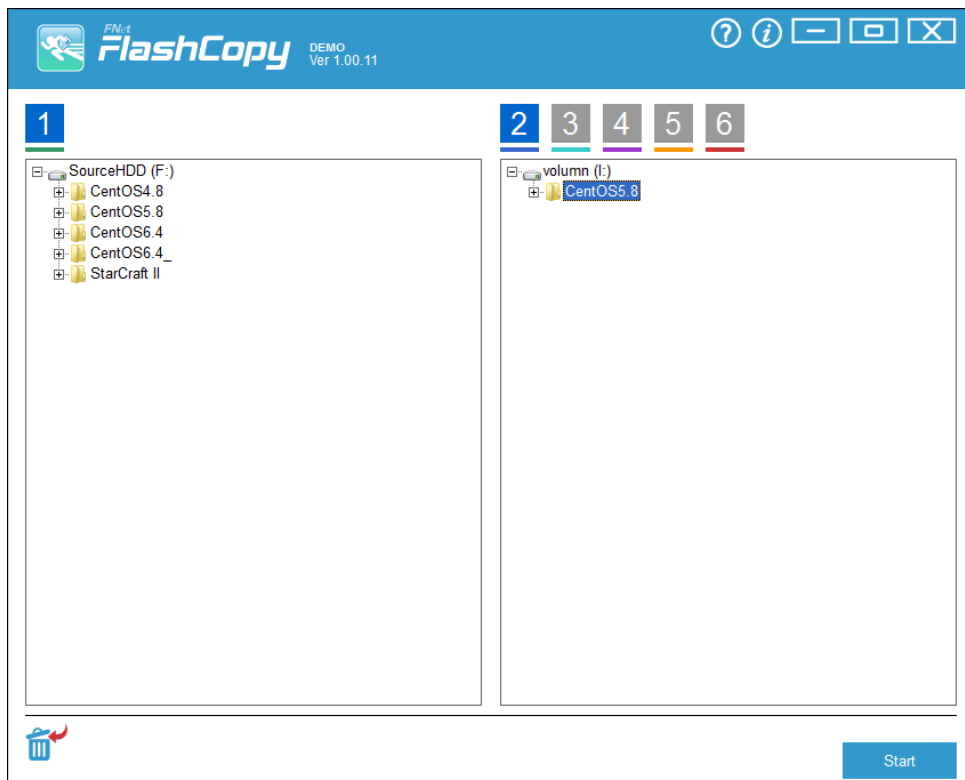 FNet
FlashCopy
DEMO
Ver 1.00.11
1
2 3 4 5 6
SourceHDD (F:)
CentOS4.8
CentOS5.8
CentOS6.4
CentOS6.4_
StarCraft II
volumn (I:)
CentOS5.8
Start